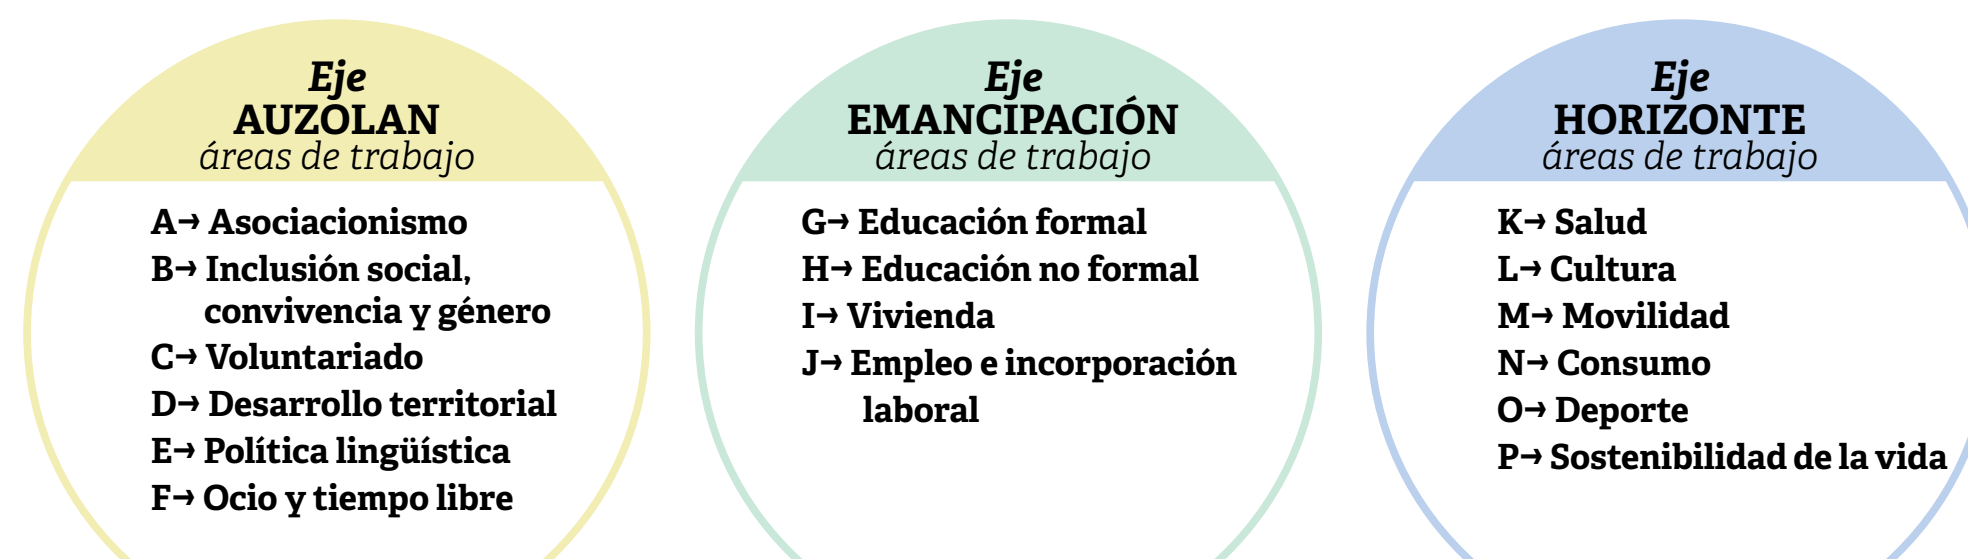 Eje
AUZOLAN
áreas de trabajo
A→ Asociacionismo
B→ Inclusión social,
convivencia y género
C→ Voluntariado
D→ Desarrollo territorial
E→ Política lingüística
F→ Ocio y tiempo libre
Eje
EMANCIPACIÓN
áreas de trabajo
G→ Educación formal
H→ Educación no formal
I→ Vivienda
J→ Empleo e incorporación
laboral
Eje
HORIZONTE
áreas de trabajo
K→ Salud
L→ Cultura
M→ Movilidad
N→ Consumo
O→ Deporte
P→ Sostenibilidad de la vida